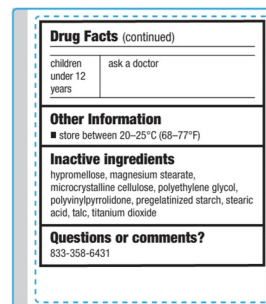 Drug Facts (continued)
children ask a doctor
under 12
years
Other Information
■ store between 20–25°C (68–77°F)
Inactive ingredients
hypromellose, magnesium stearate,
microcrystalline cellulose, polyethylene glycol,
polyvinylpyrrolidone, pregelatinized starch, stearic
acid, talc, titanium dioxide
Questions or comments?
833-358-6431